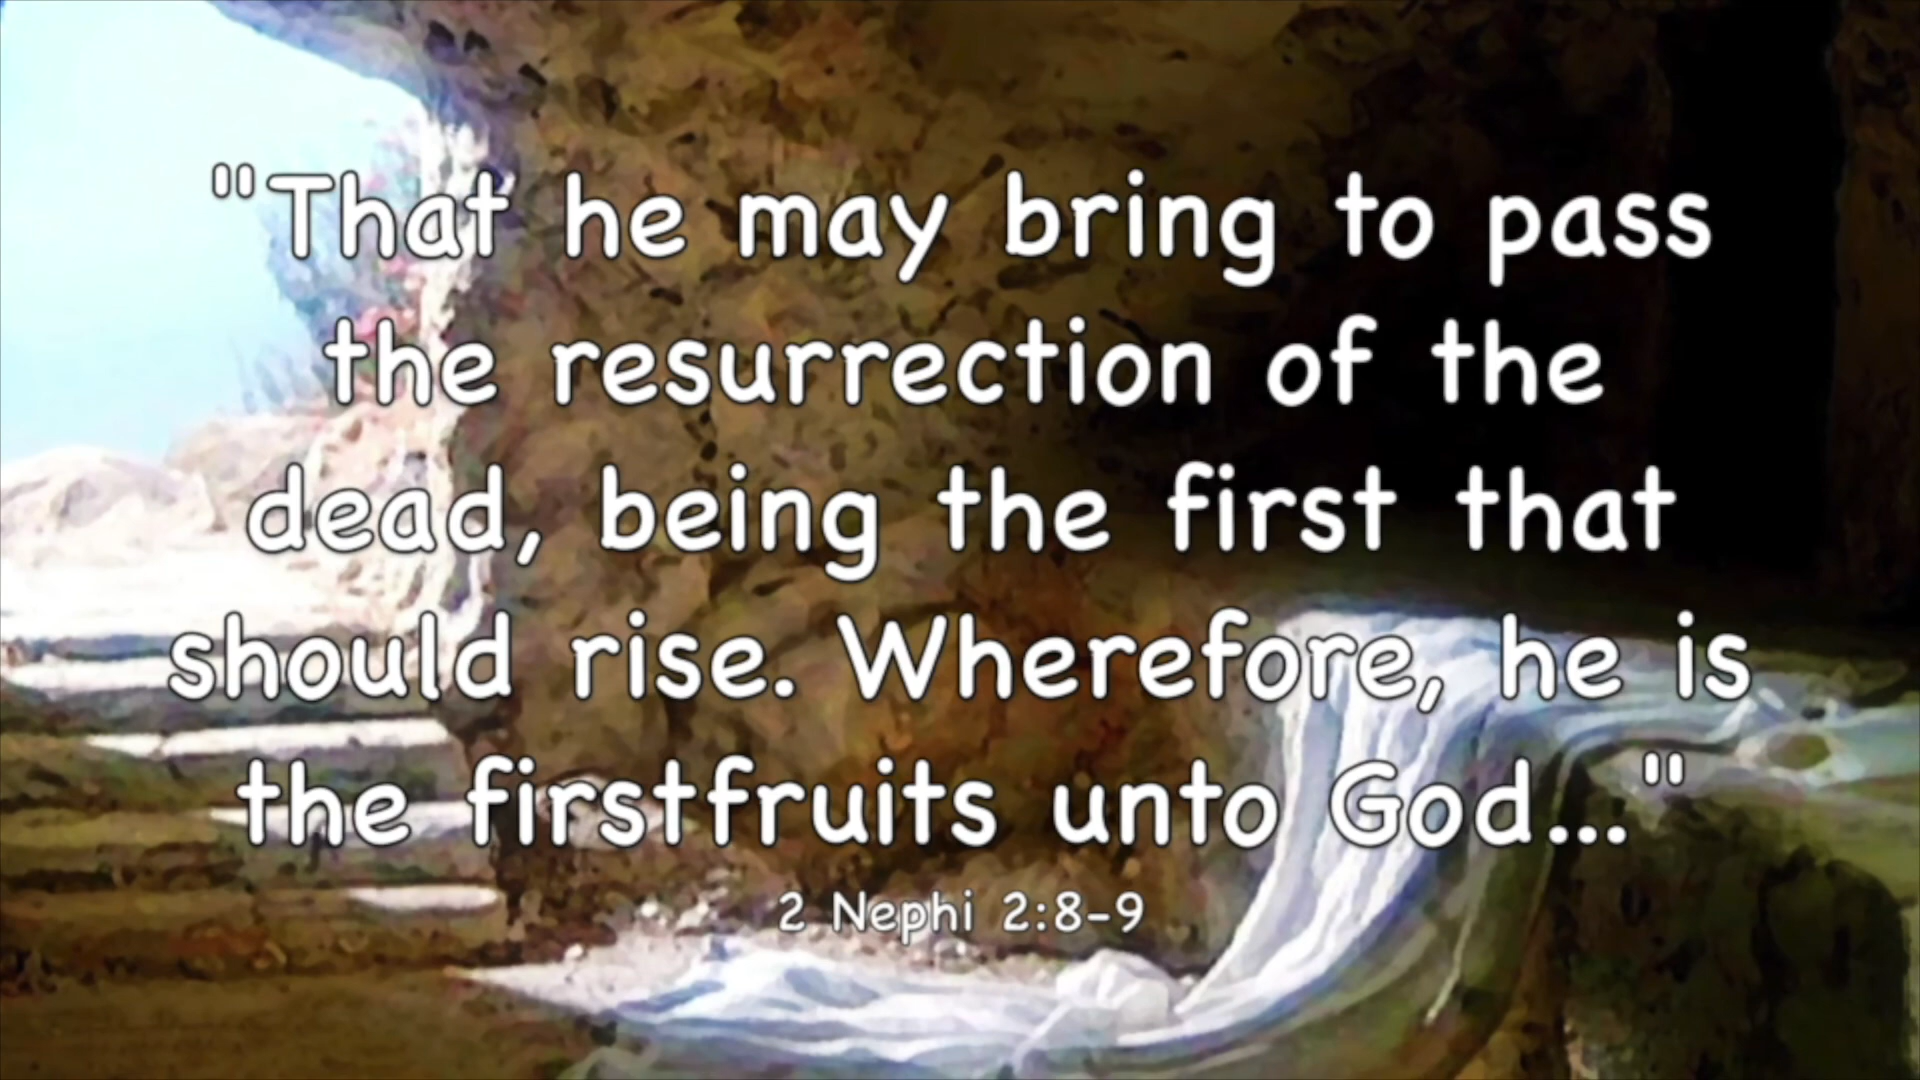 "That he may bring to pass
the resurrection of the
dead, being the first that
should rise. Wherefore, he is
the firstfruits unto God..."
2 Nephi 2:8-9